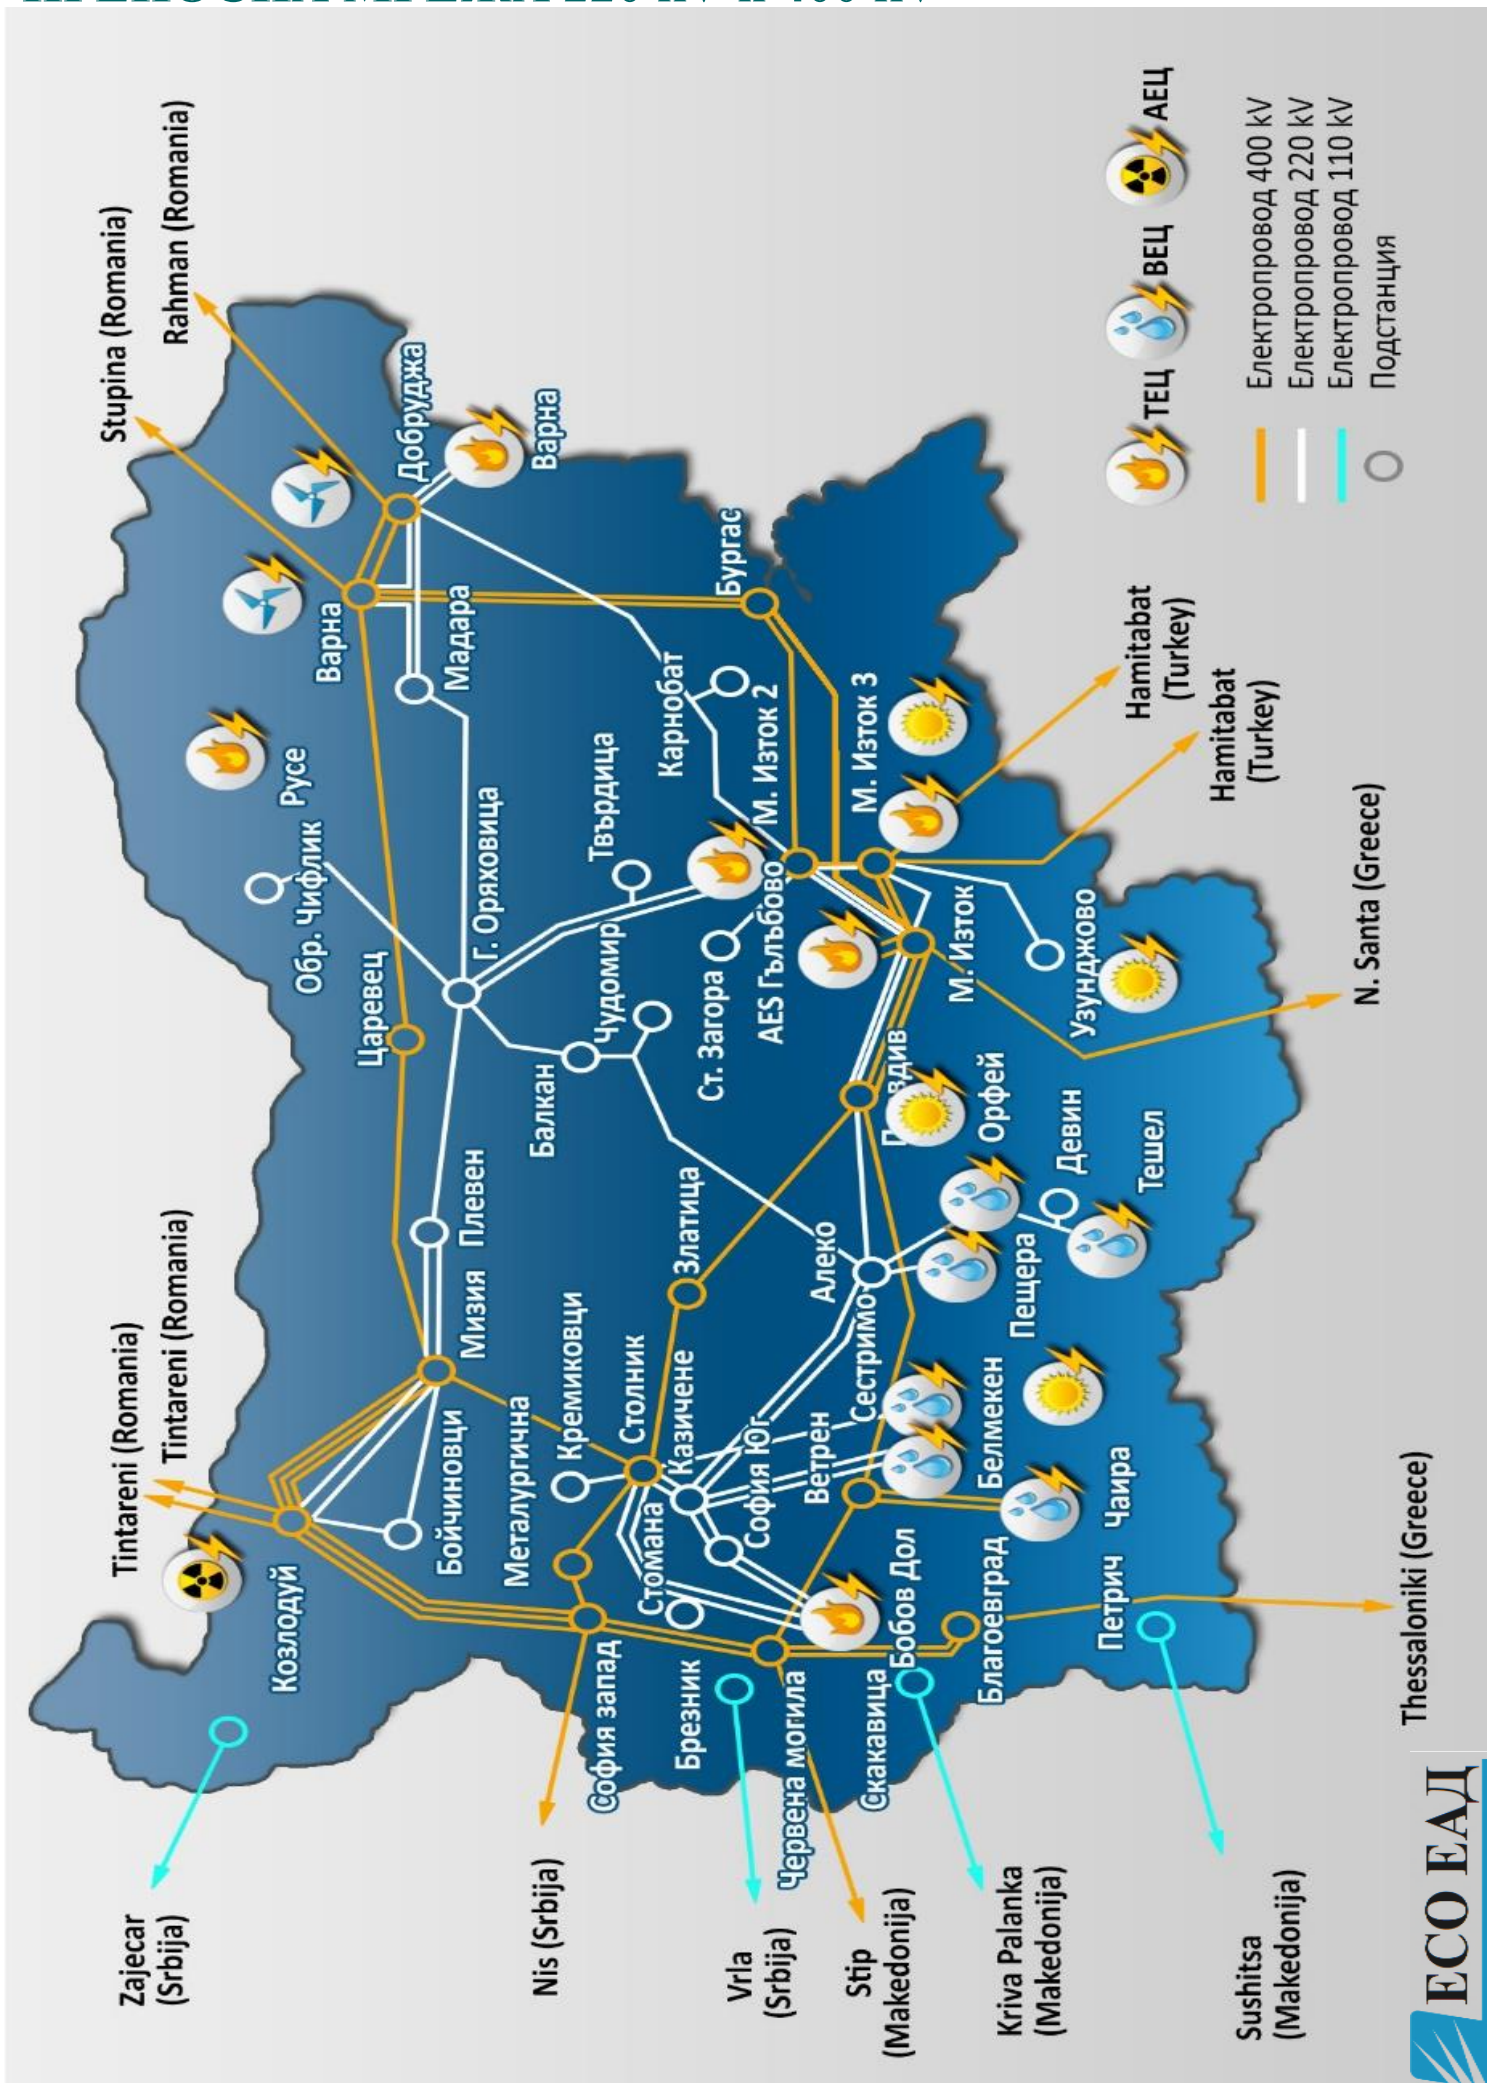 Zajecar
(Srbija)
Nis (Srbija)
Vrla
(Srbija)
Stip
(Makedonija)
Kriva Palanka
(Makedonija)
Sushitsa
(Makedonija)
Thessaloniki (Greece)
Tintareni (Romania)
Tintareni (Romania)
Stupina (Romania)
Rahman (Romania)
Hamitabat
(Turkey)
Hamitabat
(Turkey)
N. Santa (Greece)
Козлодуй
Бойчиновци
Мизия
Плевен
Царевец
Обр. Чифлик
Русе
Г. Оряховица
Варна
Мадара
Добруджа
Варна
Металургична
Кремиковци
Столник
Казичене
София Юг
Стомана
София запад
Брезник
Червена могила
Скакавица
Бобов Дол
Благоевград
Петрич
Чаира
Белмекен
Ветрен
Сестримо
Златица
Алеко
Пещера
Орфей
Девин
Тешел
Балкан
Чудомир
Твърдица
Ст. Загора
AES Гълъбово
М. Изток 2
М. Изток 3
М. Изток
Узунджово
Карнобат
Бургас
ТЕЦ
ВЕЦ
АЕЦ
Електропровод 400 kV
Електропровод 220 kV
Електропровод 110 kV
Подстанция
ЕСО ЕАД